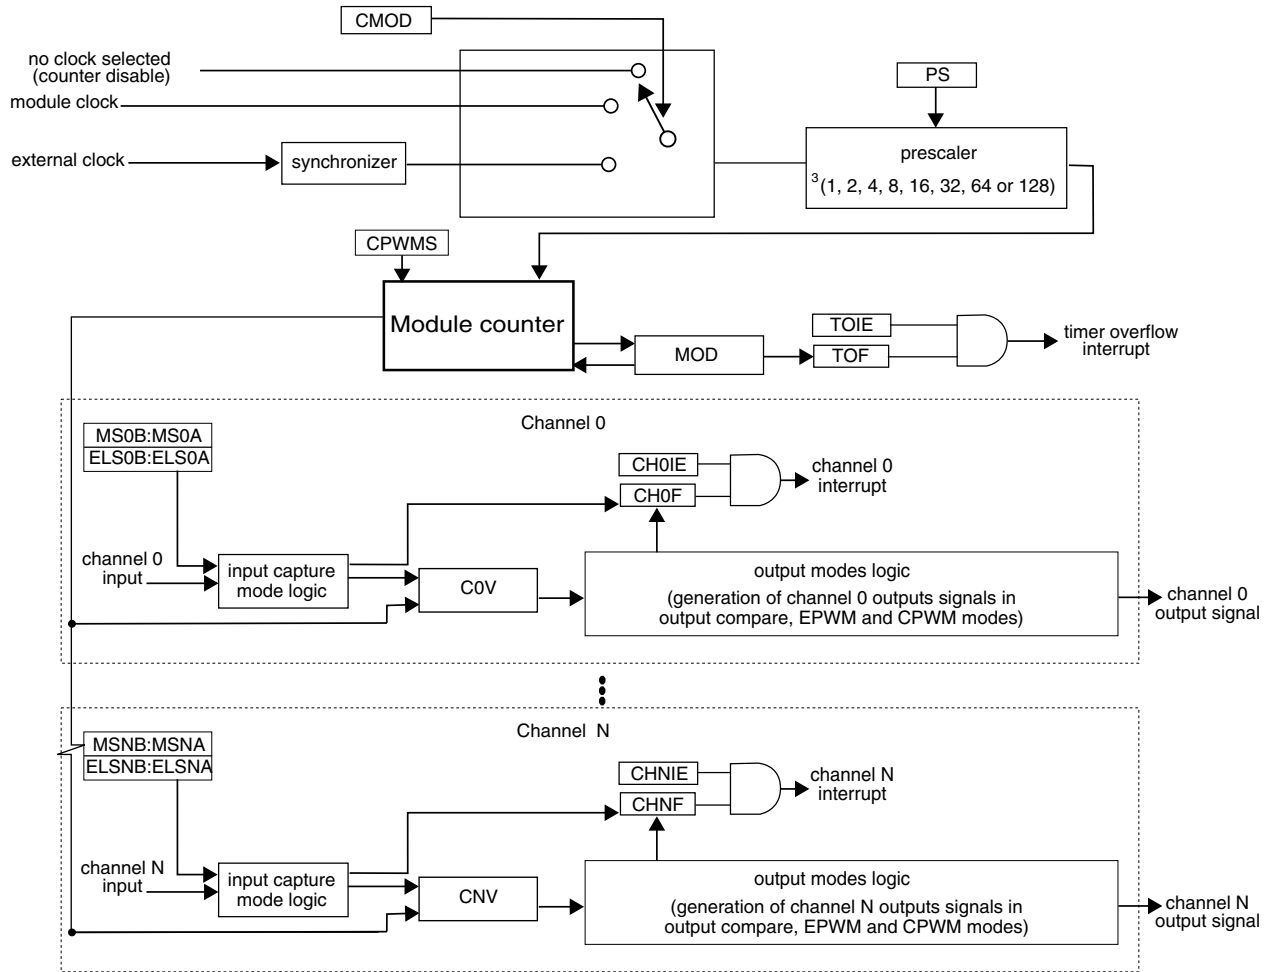 CMOD
no clock selected
(counter disable)
module clock
external clock
synchronizer
PS
prescaler
3 (1, 2, 4, 8, 16, 32, 64 or 128)
CPWMS
Module counter
MOD
TOIE
TOF
timer overflow
interrupt
Channel 0
MS0B:MS0A
ELS0B:ELS0A
CH0IE
CH0F
channel 0
interrupt
channel 0
input
input capture
mode logic
C0V
output modes logic
(generation of channel 0 outputs signals in
output compare, EPWM and CPWM modes)
channel 0
output signal
Channel N
MSNB:MSNA
ELSNB:ELSNA
CHNIE
CHNF
channel N
interrupt
channel N
input
input capture
mode logic
CNV
output modes logic
(generation of channel N outputs signals in
output compare, EPWM and CPWM modes)
channel N
output signal